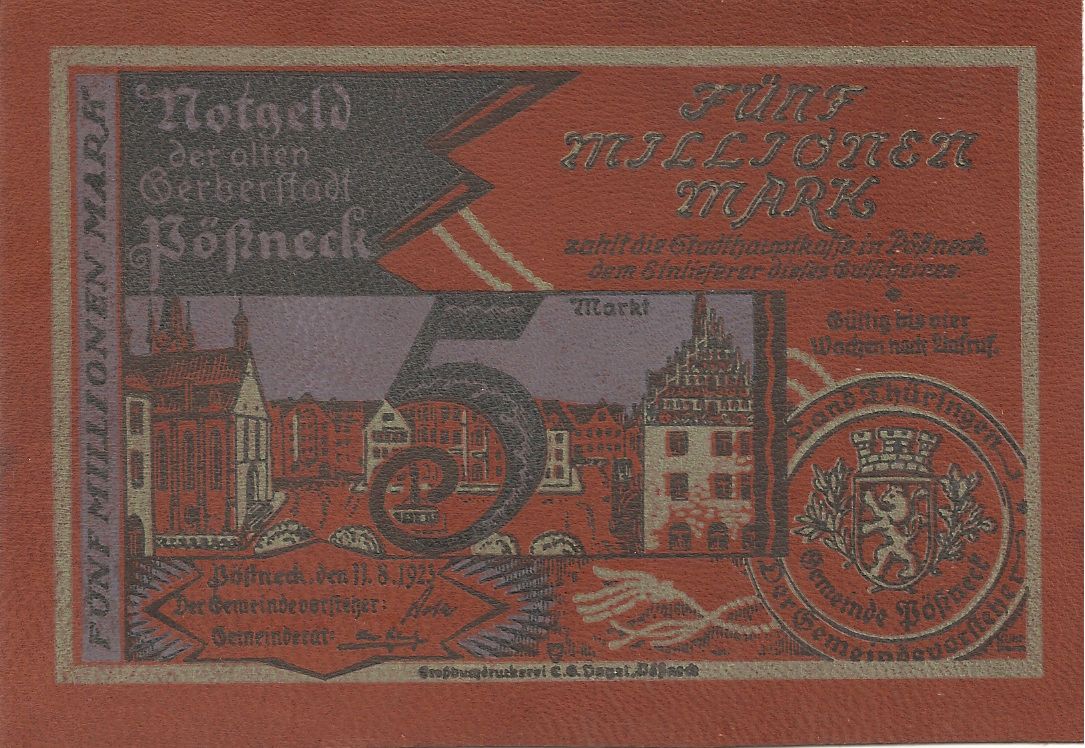 FÜNF MILLIONEN MARK
Notgeld
der alten
Gerberstadt
Pößneck
FÜNF
MILLIONEN
MARK
zahlt die Stadthauptkasse in Pößneck
dem Einlieferer dieses Gutscheines.
Gültig bis vier
Wochen nach Aufruf.
Markt
5
Land Thüringen
Gemeinde Pößneck
Der Gemeindevorsteher
Pößneck, den 11.8.1923
Der Gemeindevorsteher:
Gemeinderat:
Großbuchdruckerei C.G. Vogel, Pößneck